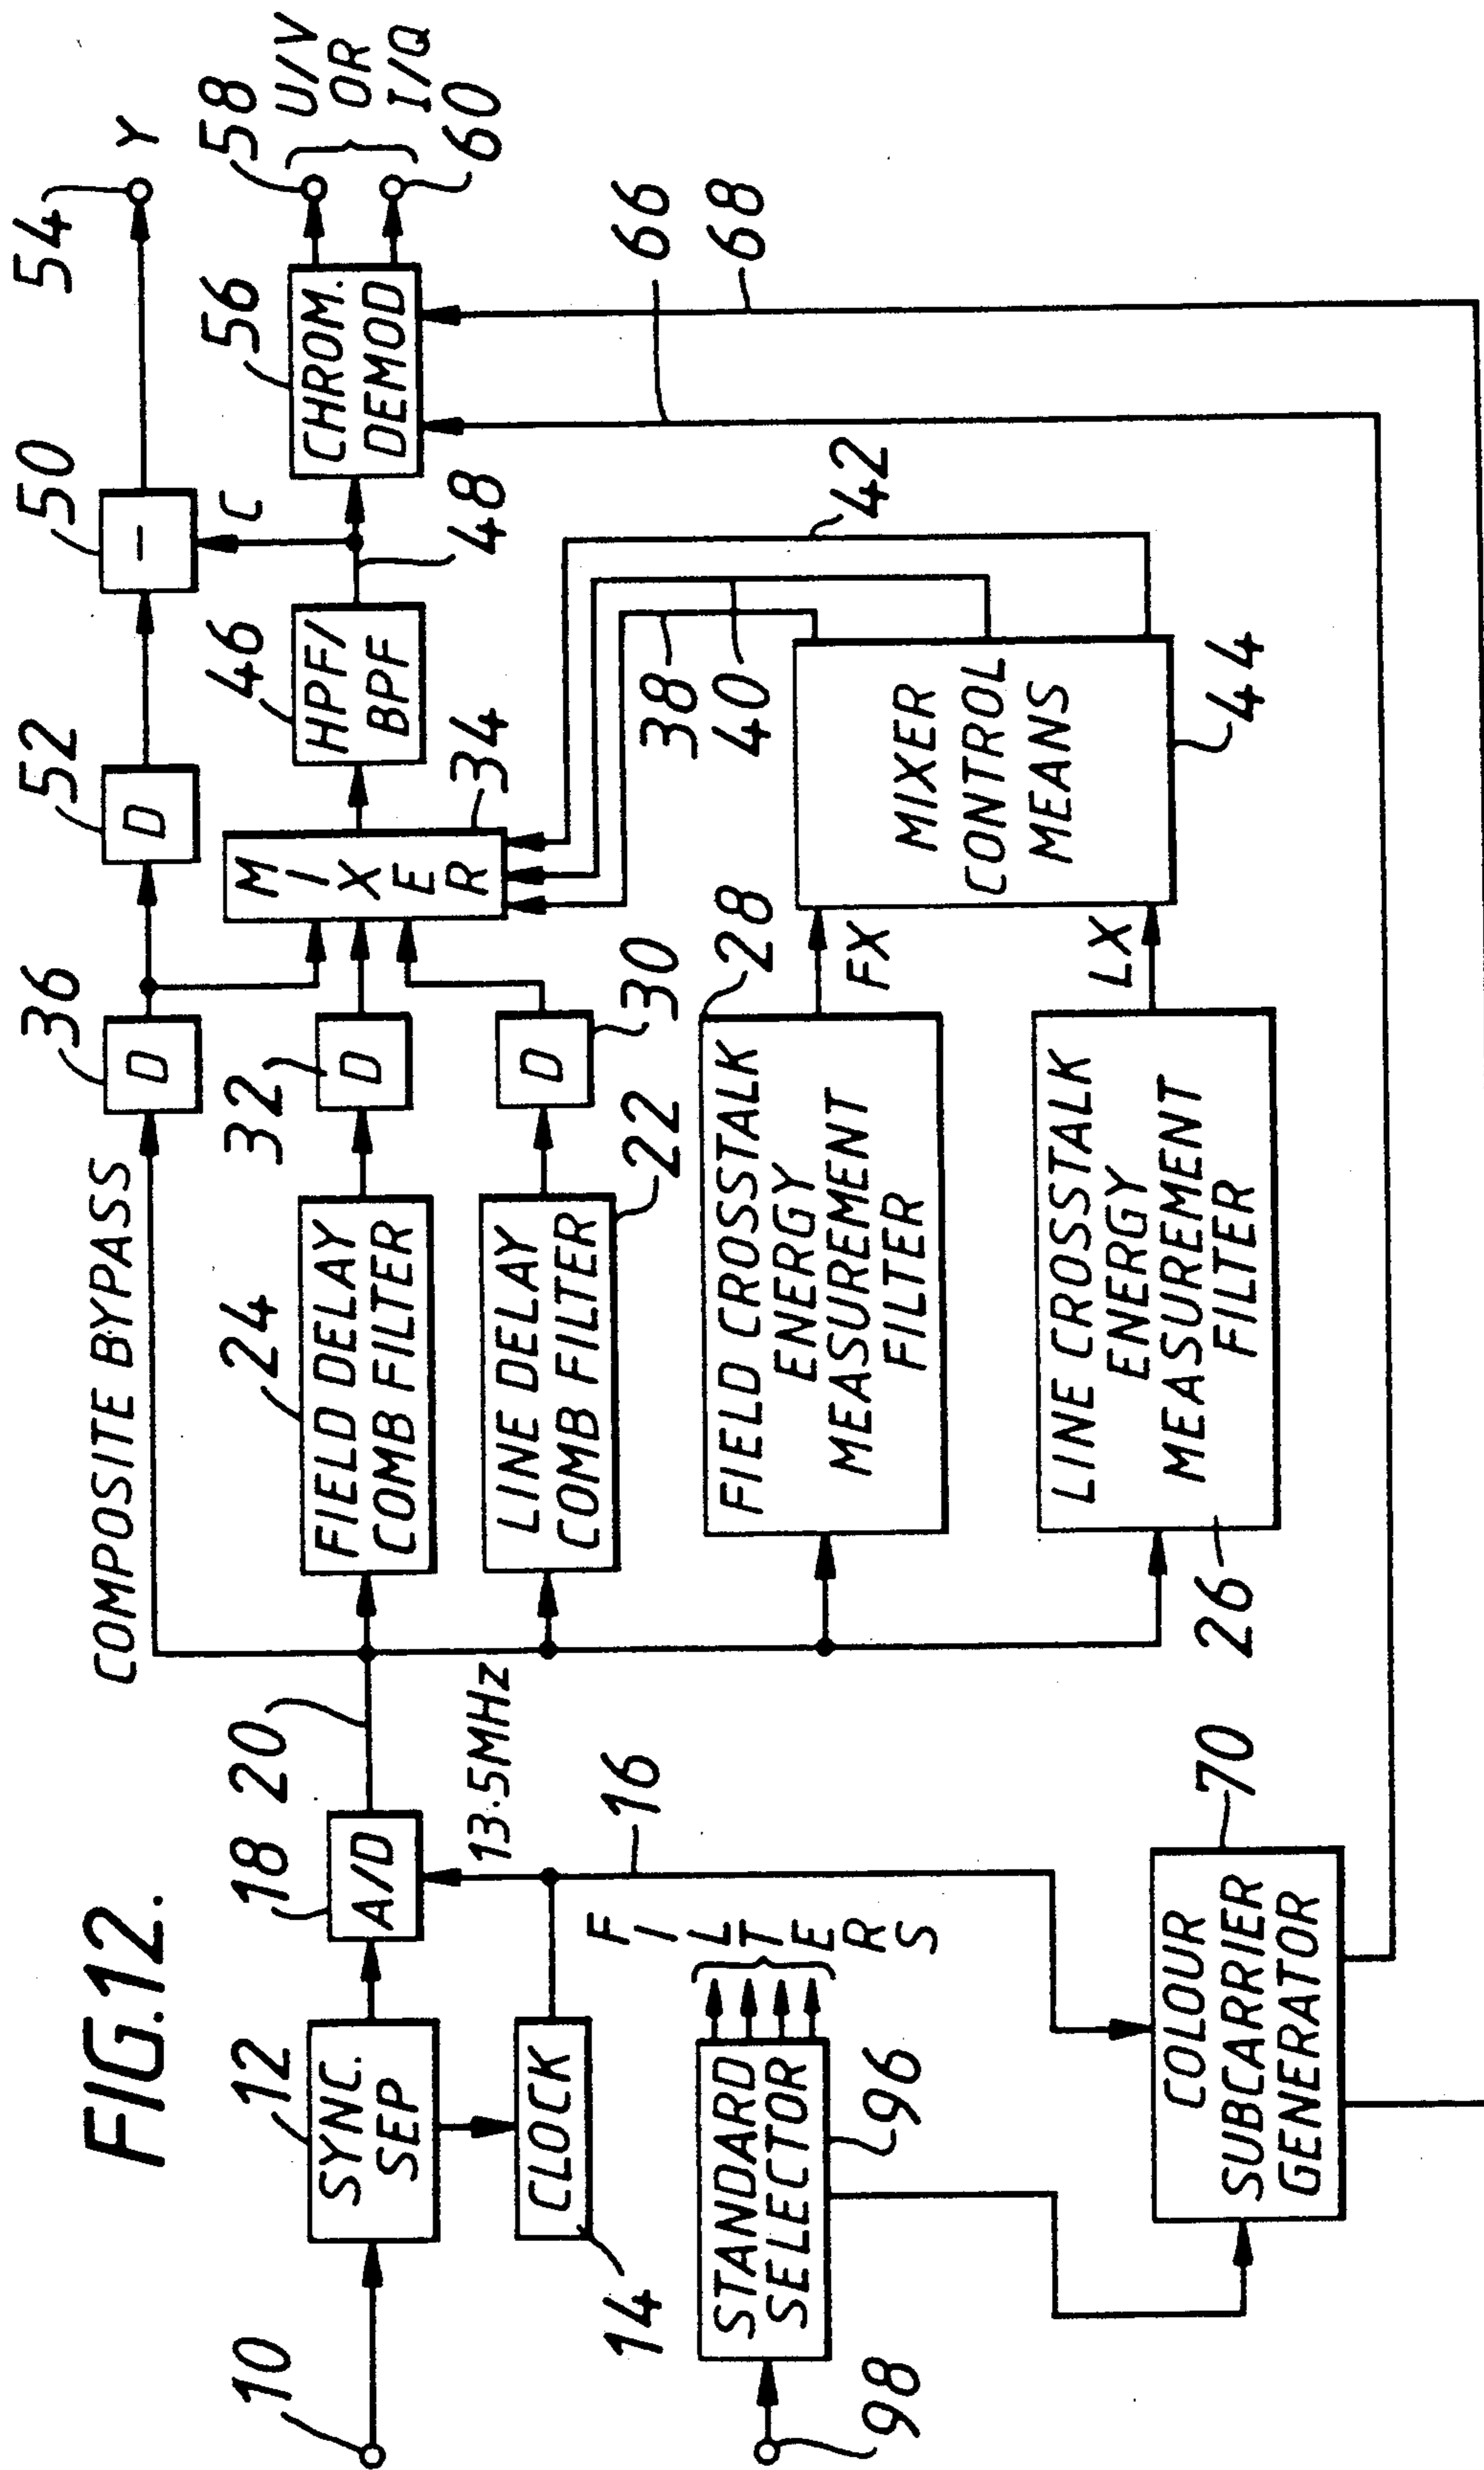 FIG.12.
10
12
SYNC.
SEP
14
CLOCK
18
A/D
20
13.5MHz
16
98
STANDARD
SELECTOR
96
FILTERS
70
COLOUR
SUBCARRIER
GENERATOR
COMPOSITE BYPASS
24
FIELD DELAY
COMB FILTER
22
LINE DELAY
COMB FILTER
28
FIELD CROSSTALK
ENERGY
MEASUREMENT
FILTER
26
LINE CROSSTALK
ENERGY
MEASUREMENT
FILTER
36
D
32
D
30
D
FX
LX
52
D
34
MIXER
46
HPF/
BPF
48
38
40
42
44
MIXER
CONTROL
MEANS
50
-
C
56
CHROM.
DEMOD
66
68
54
Y
58
U/V
OR
I/Q
60